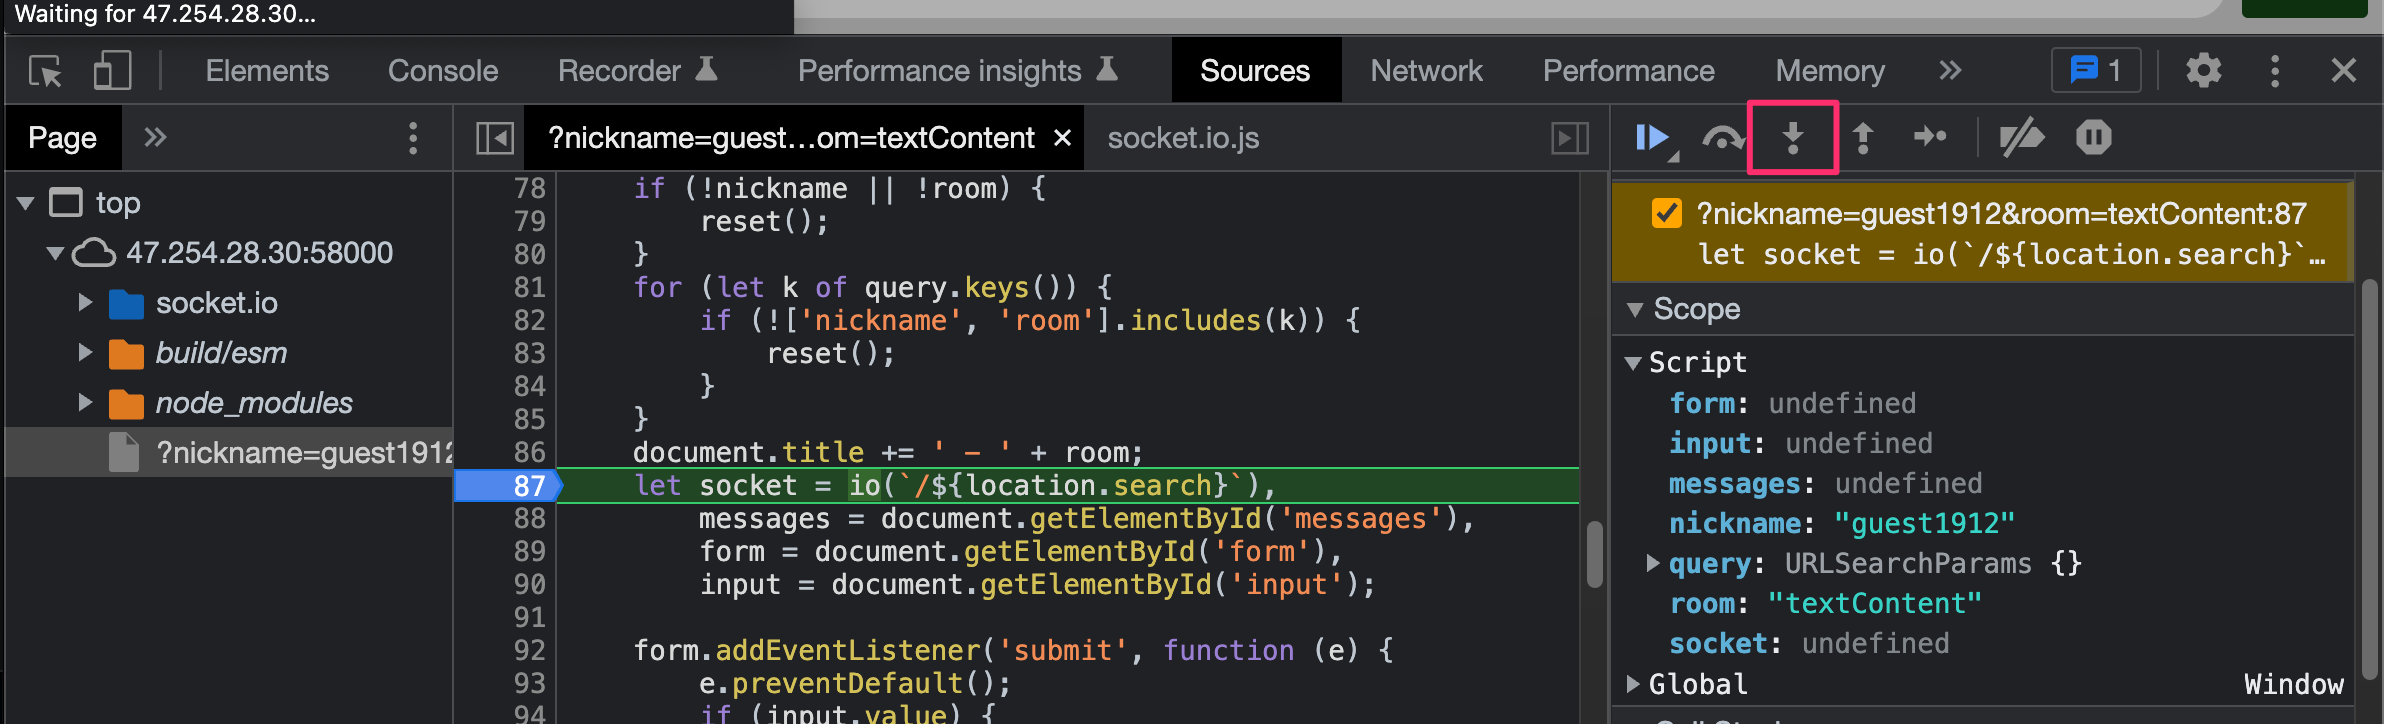 Waiting for 47.254.28.30...
Elements Console Recorder Performance insights Sources Network Performance Memory » 1
Page »
?nickname=guest...om=textContent × socket.io.js
top
47.254.28.30:58000
socket.io
build/esm
node_modules
?nickname=guest1912
78 if (!nickname || !room) {
79 reset();
80 }
81 for (let k of query.keys()) {
82 if (!['nickname', 'room'].includes(k)) {
83 reset();
84 }
85 }
86 document.title += ' - ' + room;
87 let socket = io(`/${location.search}`),
88 messages = document.getElementById('messages'),
89 form = document.getElementById('form'),
90 input = document.getElementById('input');
91
92 form.addEventListener('submit', function (e) {
93 e.preventDefault();
94 if (input.value) {
?nickname=guest1912&room=textContent:87
let socket = io(`/${location.search}`…
Scope
Script
form: undefined
input: undefined
messages: undefined
nickname: "guest1912"
query: URLSearchParams {}
room: "textContent"
socket: undefined
Global Window